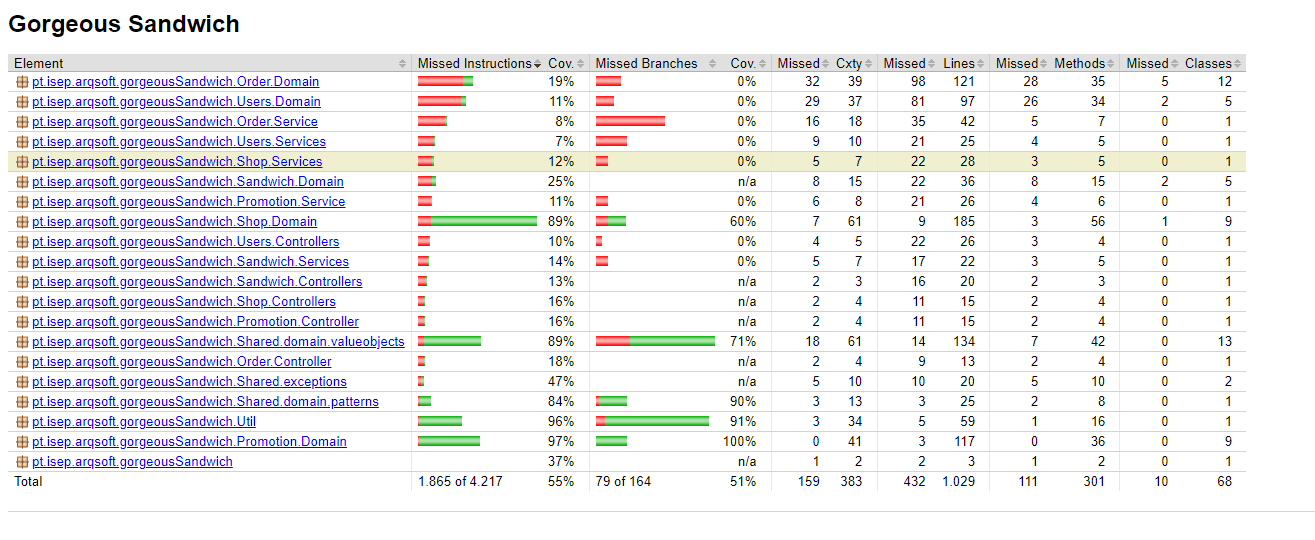 Gorgeous Sandwich
Element Missed Instructions Cov. Missed Branches Cov. Missed Cxty Missed Lines Missed Methods Missed Classes
pt.isep.arqsoft.gorgeousSandwich.Order.Domain 19% 0% 32 39 98 121 28 35 5 12
pt.isep.arqsoft.gorgeousSandwich.Users.Domain 11% 0% 29 37 81 97 26 34 2 5
pt.isep.arqsoft.gorgeousSandwich.Order.Service 8% 0% 16 18 35 42 5 7 0 1
pt.isep.arqsoft.gorgeousSandwich.Users.Services 7% 0% 9 10 21 25 4 5 0 1
pt.isep.arqsoft.gorgeousSandwich.Shop.Services 12% 0% 5 7 22 28 3 5 0 1
pt.isep.arqsoft.gorgeousSandwich.Sandwich.Domain 25% n/a 8 15 22 36 8 15 2 5
pt.isep.arqsoft.gorgeousSandwich.Promotion.Service 11% 0% 6 8 21 26 4 6 0 1
pt.isep.arqsoft.gorgeousSandwich.Shop.Domain 89% 60% 7 61 9 185 3 56 1 9
pt.isep.arqsoft.gorgeousSandwich.Users.Controllers 10% 0% 4 5 22 26 3 4 0 1
pt.isep.arqsoft.gorgeousSandwich.Sandwich.Services 14% 0% 5 7 17 22 3 5 0 1
pt.isep.arqsoft.gorgeousSandwich.Sandwich.Controllers 13% n/a 2 3 16 20 2 3 0 1
pt.isep.arqsoft.gorgeousSandwich.Shop.Controllers 16% n/a 2 4 11 15 2 4 0 1
pt.isep.arqsoft.gorgeousSandwich.Promotion.Controller 16% n/a 2 4 11 15 2 4 0 1
pt.isep.arqsoft.gorgeousSandwich.Shared.domain.valueobjects 89% 71% 18 61 14 134 7 42 0 13
pt.isep.arqsoft.gorgeousSandwich.Order.Controller 18% n/a 2 4 9 13 2 4 0 1
pt.isep.arqsoft.gorgeousSandwich.Shared.exceptions 47% n/a 5 10 10 20 5 10 0 2
pt.isep.arqsoft.gorgeousSandwich.Shared.domain.patterns 84% 90% 3 13 3 25 2 8 0 1
pt.isep.arqsoft.gorgeousSandwich.Util 96% 91% 3 34 5 59 1 16 0 1
pt.isep.arqsoft.gorgeousSandwich.Promotion.Domain 97% 100% 0 41 3 117 0 36 0 9
pt.isep.arqsoft.gorgeousSandwich 37% n/a 1 2 2 3 1 2 0 1
Total 1.865 of 4.217 55% 79 of 164 51% 159 383 432 1.029 111 301 10 68